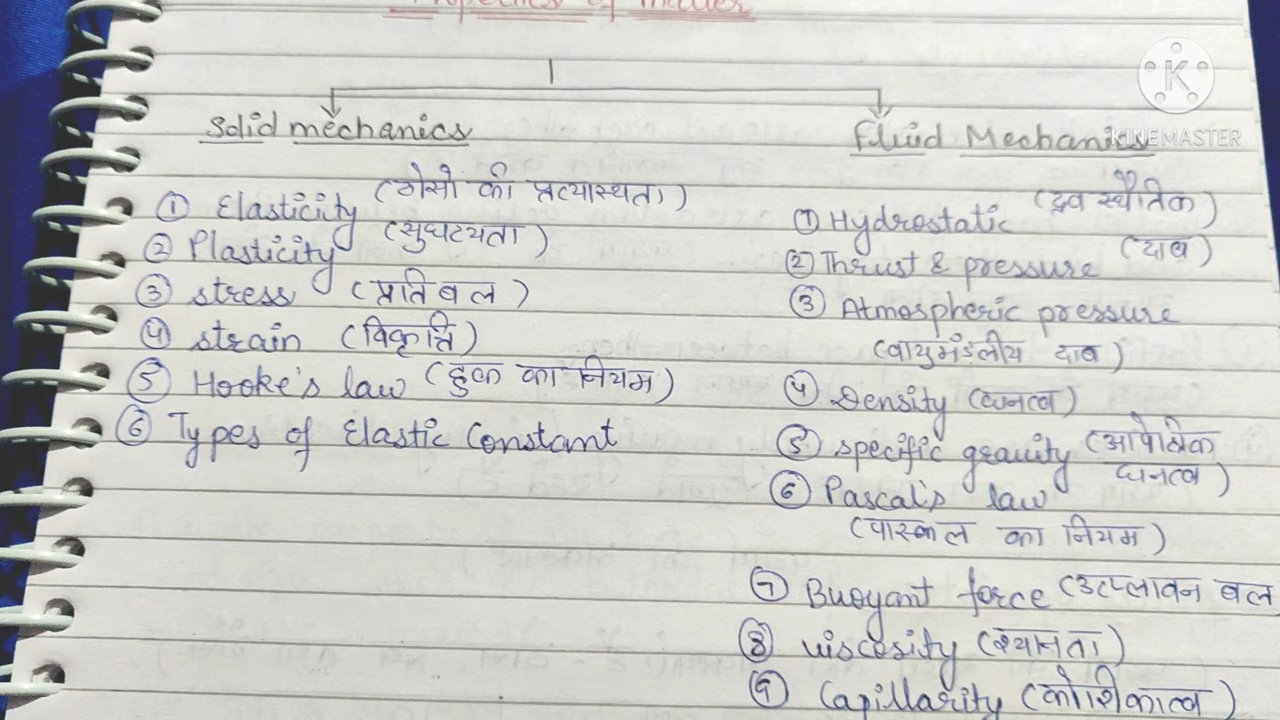 Properties of matter
Solid mechanics
① Elasticity (ठोसो की प्रत्यास्थता)
② Plasticity (सुघट्यता)
③ stress (प्रतिबल)
④ strain (विकृति)
⑤ Hooke's law (हुक का नियम)
⑥ Types of Elastic Constant
Fluid Mechanics
① Hydrostatic (द्रव स्थैतिक)
② Thrust & pressure (दाब)
③ Atmospheric pressure
(वायुमंडलीय दाब)
④ Density (घनत्व)
⑤ specific gravity (आपेक्षिक
घनत्व)
⑥ Pascal's law
(पास्कल का नियम)
⑦ Buoyant force (उत्प्लावन बल
⑧ viscosity (श्यानता)
⑨ Capillarity (कोशिकात्व)
K
KINEMASTER